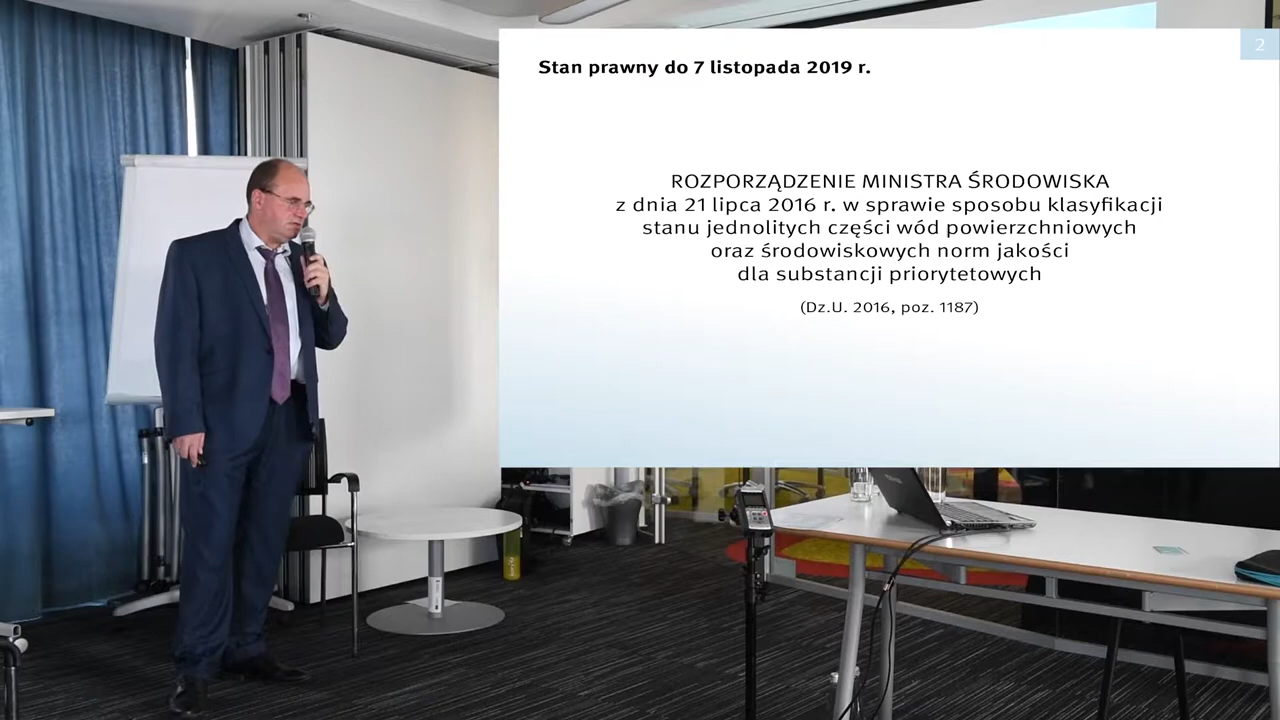 2
Stan prawny do 7 listopada 2019 r.
ROZPORZĄDZENIE MINISTRA ŚRODOWISKA
z dnia 21 lipca 2016 r. w sprawie sposobu klasyfikacji
stanu jednolitych części wód powierzchniowych
oraz środowiskowych norm jakości
dla substancji priorytetowych
(Dz.U. 2016, poz. 1187)